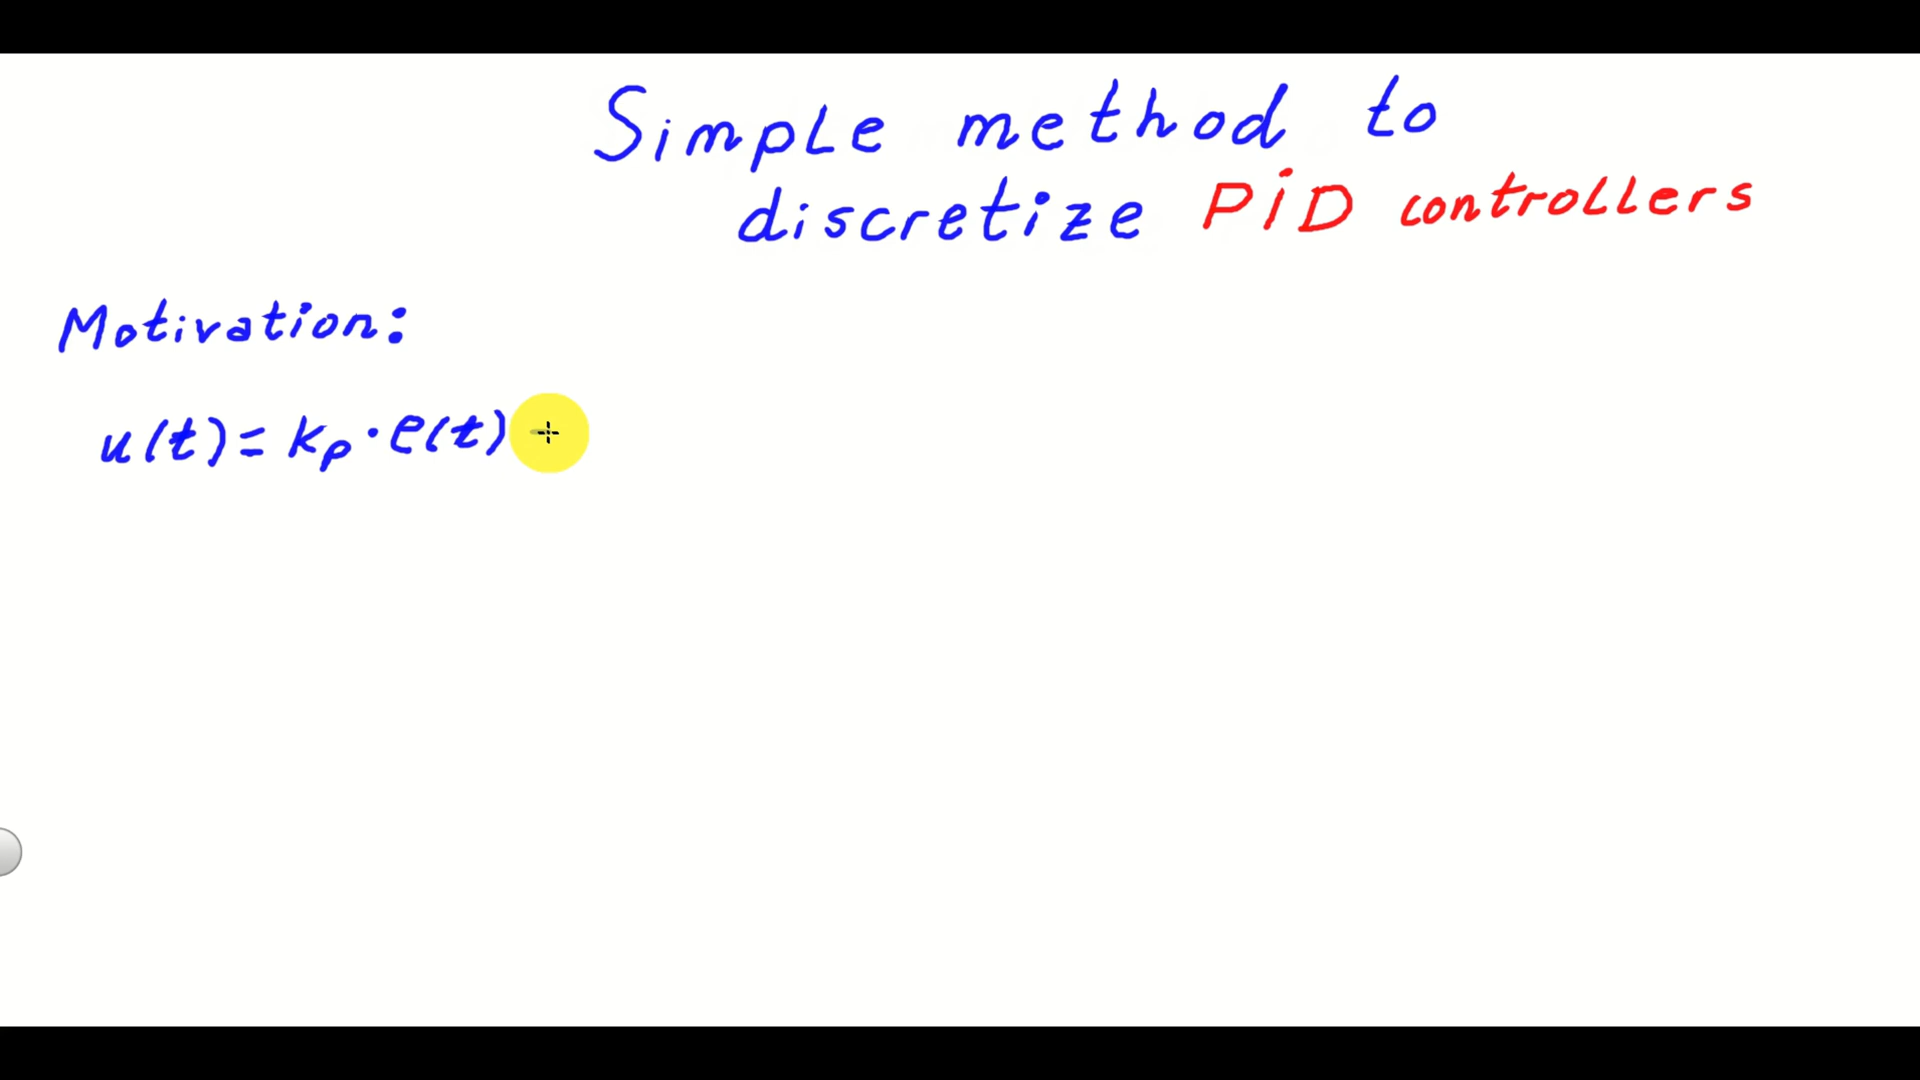 Simple method to
discretize PiD controllers
Motivation:
u(t) = Kp · e(t)